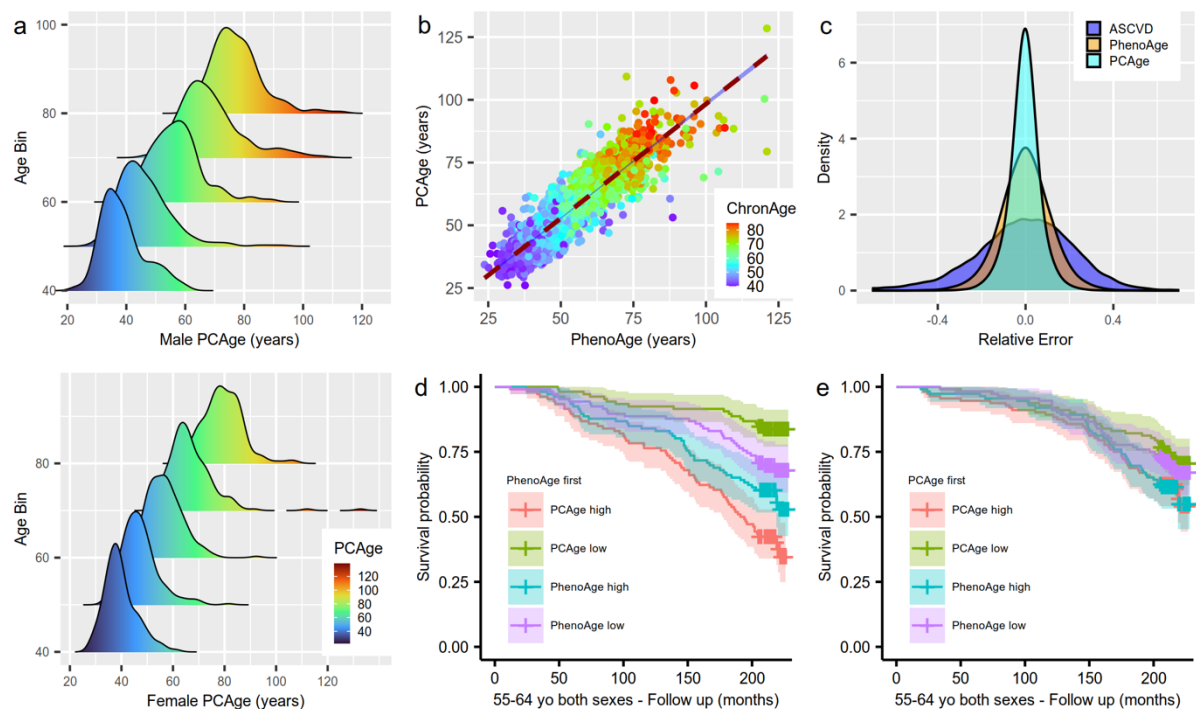 a
Age Bin
100
80
60
40
20 40 60 80 100 120
Male PCAge (years)
Age Bin
80
60
40
20 40 60 80 100 120
Female PCAge (years)
PCAge
120
100
80
60
40
b
PCAge (years)
125
100
75
50
25
25 50 75 100 125
PhenoAge (years)
ChronAge
80
70
60
50
40
c
Density
6
4
2
0
-0.4 0.0 0.4
Relative Error
ASCVD
PhenoAge
PCAge
d
Survival probability
1.00
0.75
0.50
0.25
0.00
PhenoAge first
PCAge high
PCAge low
PhenoAge high
PhenoAge low
0 50 100 150 200
55-64 yo both sexes - Follow up (months)
e
Survival probability
1.00
0.75
0.50
0.25
0.00
PCAge first
PCAge high
PCAge low
PhenoAge high
PhenoAge low
0 50 100 150 200
55-64 yo both sexes - Follow up (months)